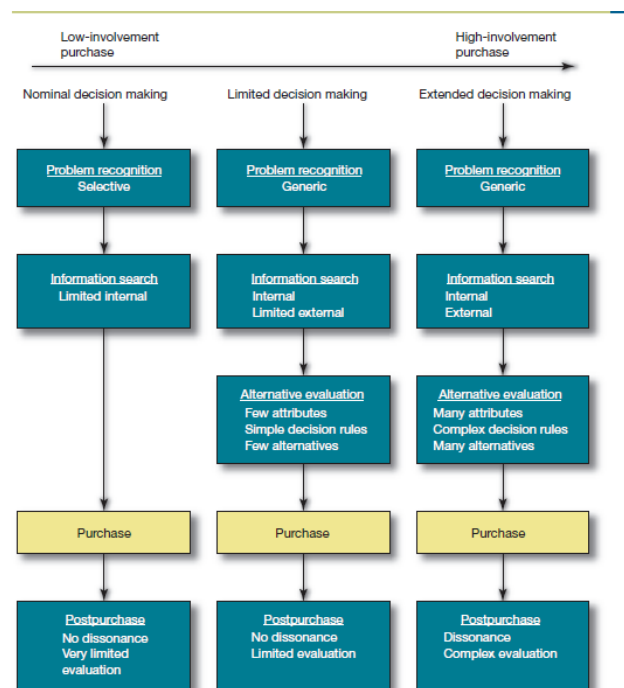 Low-involvement
purchase
High-involvement
purchase
Nominal decision making
Limited decision making
Extended decision making
Problem recognition
Selective
Problem recognition
Generic
Problem recognition
Generic
Information search
Limited internal
Information search
Internal
Limited external
Information search
Internal
External
Alternative evaluation
Few attributes
Simple decision rules
Few alternatives
Alternative evaluation
Many attributes
Complex decision rules
Many alternatives
Purchase
Purchase
Purchase
Postpurchase
No dissonance
Very limited
evaluation
Postpurchase
No dissonance
Limited evaluation
Postpurchase
Dissonance
Complex evaluation